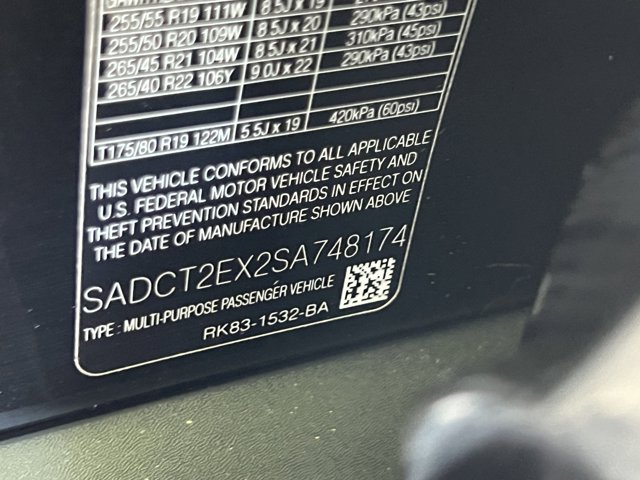 255/55 R19 111W 8.5J x 19
255/50 R20 109W 8.5J x 20 290kPa (43psi)
265/45 R21 104W 8.5J x 21 310kPa (45psi)
265/40 R22 106Y 9.0J x 22 290kPa (43psi)
T175/80 R19 122M 5.5J x 19 420kPa (60psi)
THIS VEHICLE CONFORMS TO ALL APPLICABLE
U.S. FEDERAL MOTOR VEHICLE SAFETY AND
THEFT PREVENTION STANDARDS IN EFFECT ON
THE DATE OF MANUFACTURE SHOWN ABOVE
SADCT2EX2SA748174
TYPE : MULTI-PURPOSE PASSENGER VEHICLE
RK83-1532-BA